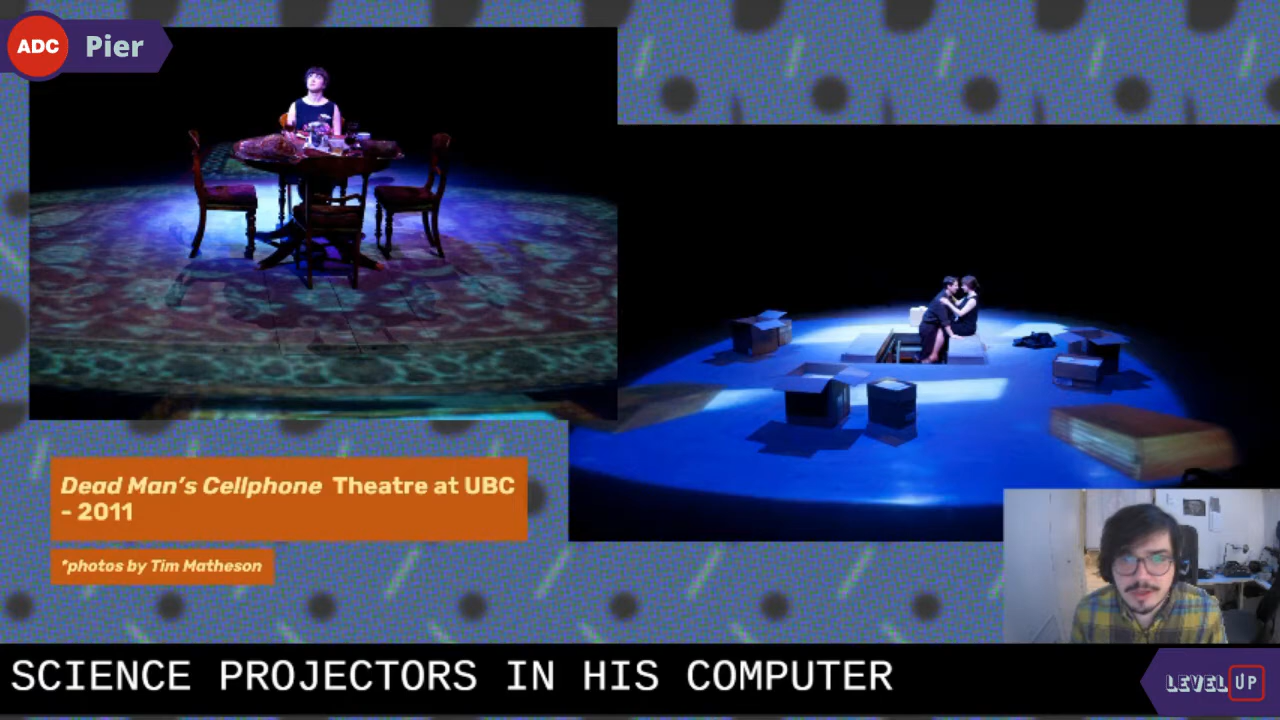 ADC Pier
Dead Man's Cellphone Theatre at UBC
- 2011
*photos by Tim Matheson
SCIENCE PROJECTORS IN HIS COMPUTER
LEVEL UP